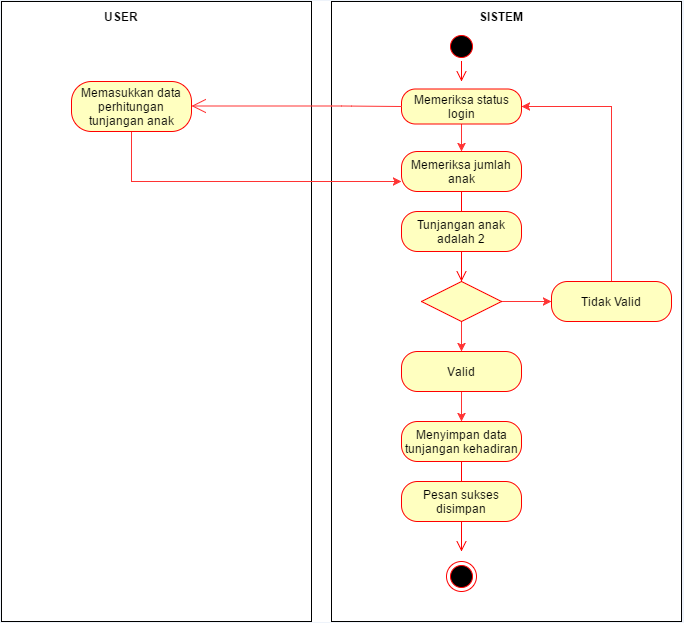 USER
SISTEM
Memasukkan data
perhitungan
tunjangan anak
Memeriksa status
login
Memeriksa jumlah
anak
Tunjangan anak
adalah 2
Tidak Valid
Valid
Menyimpan data
tunjangan kehadiran
Pesan sukses
disimpan